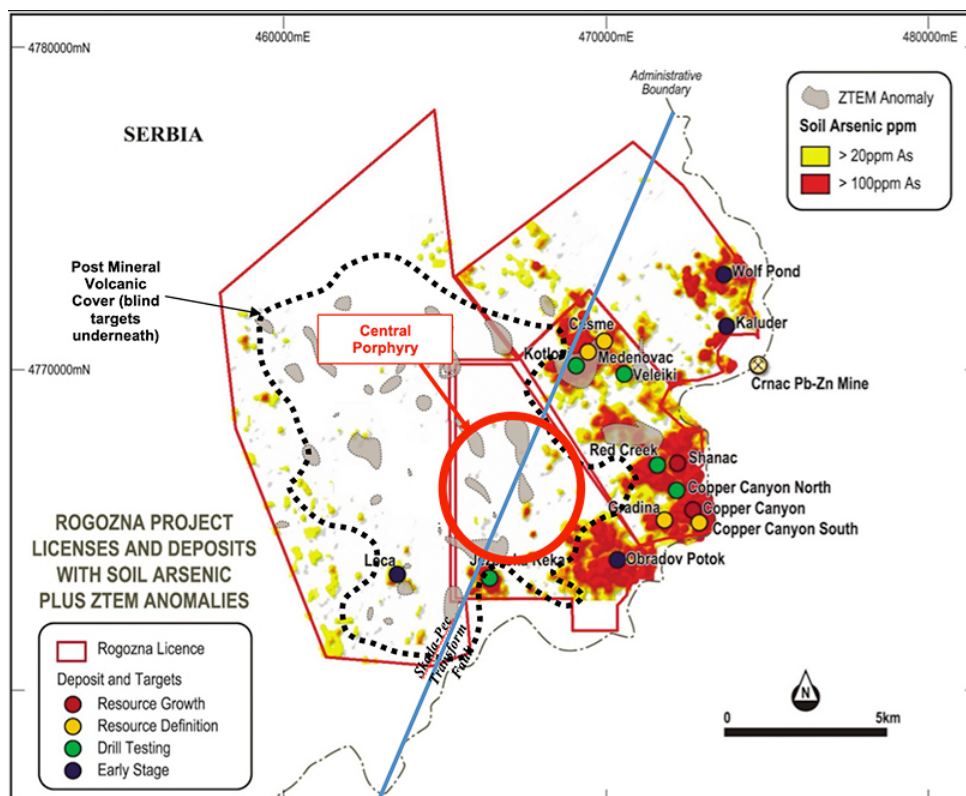 460000mE
470000mE
480000mE
4780000mN
Administrative
Boundary
SERBIA
ZTEM Anomaly
Soil Arsenic ppm
> 20ppm As
> 100ppm As
Post Mineral
Volcanic
Cover (blind
targets
underneath)
Wolf Pond
Central
Porphyry
Cesme
Kaluder
Kotlovi
Medenovac
4770000mN
Veleiki
Crnac Pb-Zn Mine
Red Creek
Shanac
Copper Canyon North
Gradina
Copper Canyon
Copper Canyon South
ROGOZNA PROJECT
LICENSES AND DEPOSITS
WITH SOIL ARSENIC
PLUS ZTEM ANOMALIES
Leca
Reka
Obradov Potok
Skada-Pec
Transform
Fault
Rogozna Licence
Deposit and Targets
Resource Growth
Resource Definition
Drill Testing
Early Stage
N
0
5km